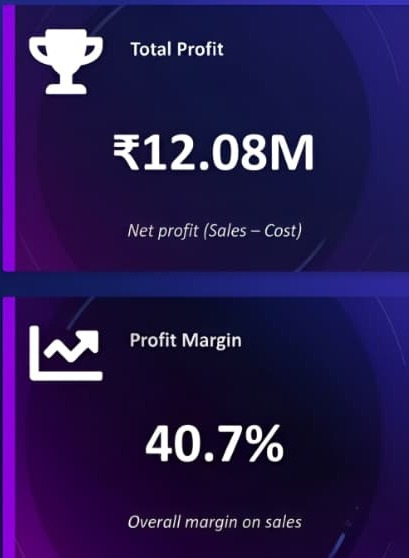 Total Profit
₹12.08M
Net profit (Sales – Cost)
Profit Margin
40.7%
Overall margin on sales